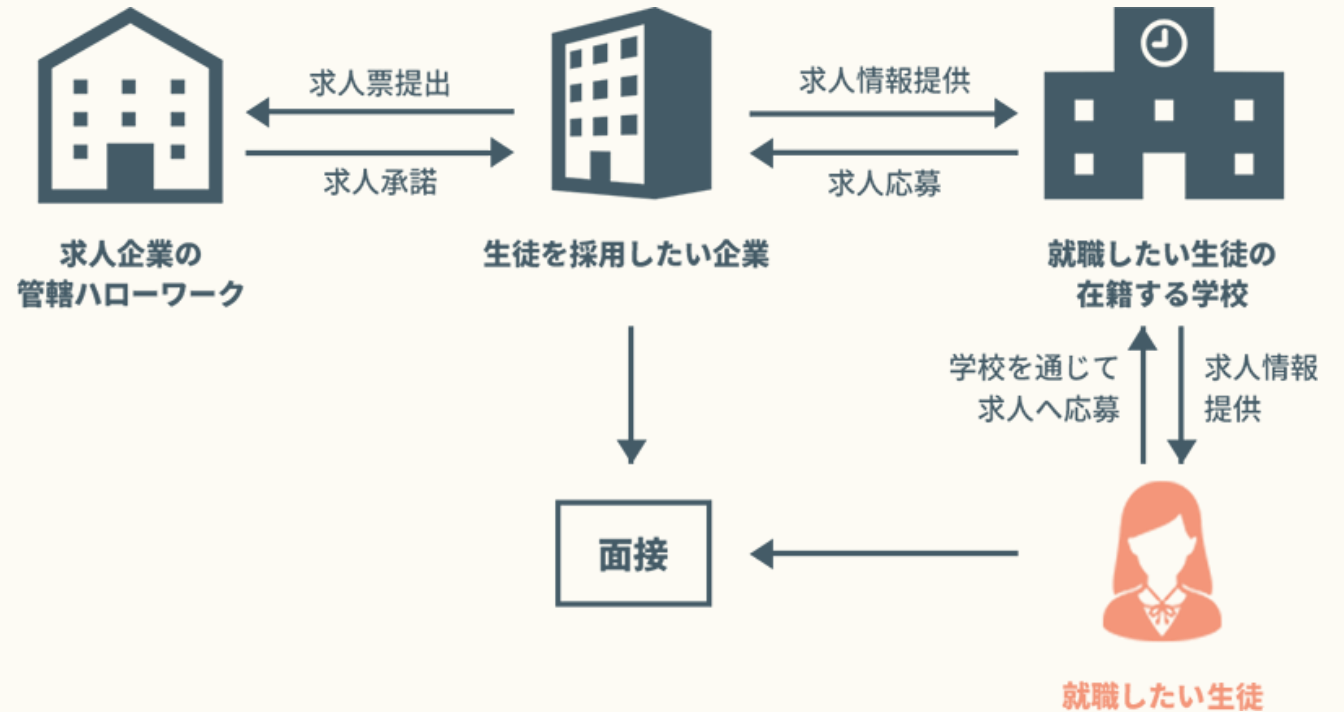 求人票提出
求人承諾
求人情報提供
求人応募
求人企業の
管轄ハローワーク
生徒を採用したい企業
就職したい生徒の
在籍する学校
学校を通じて
求人へ応募
求人情報
提供
面接
就職したい生徒